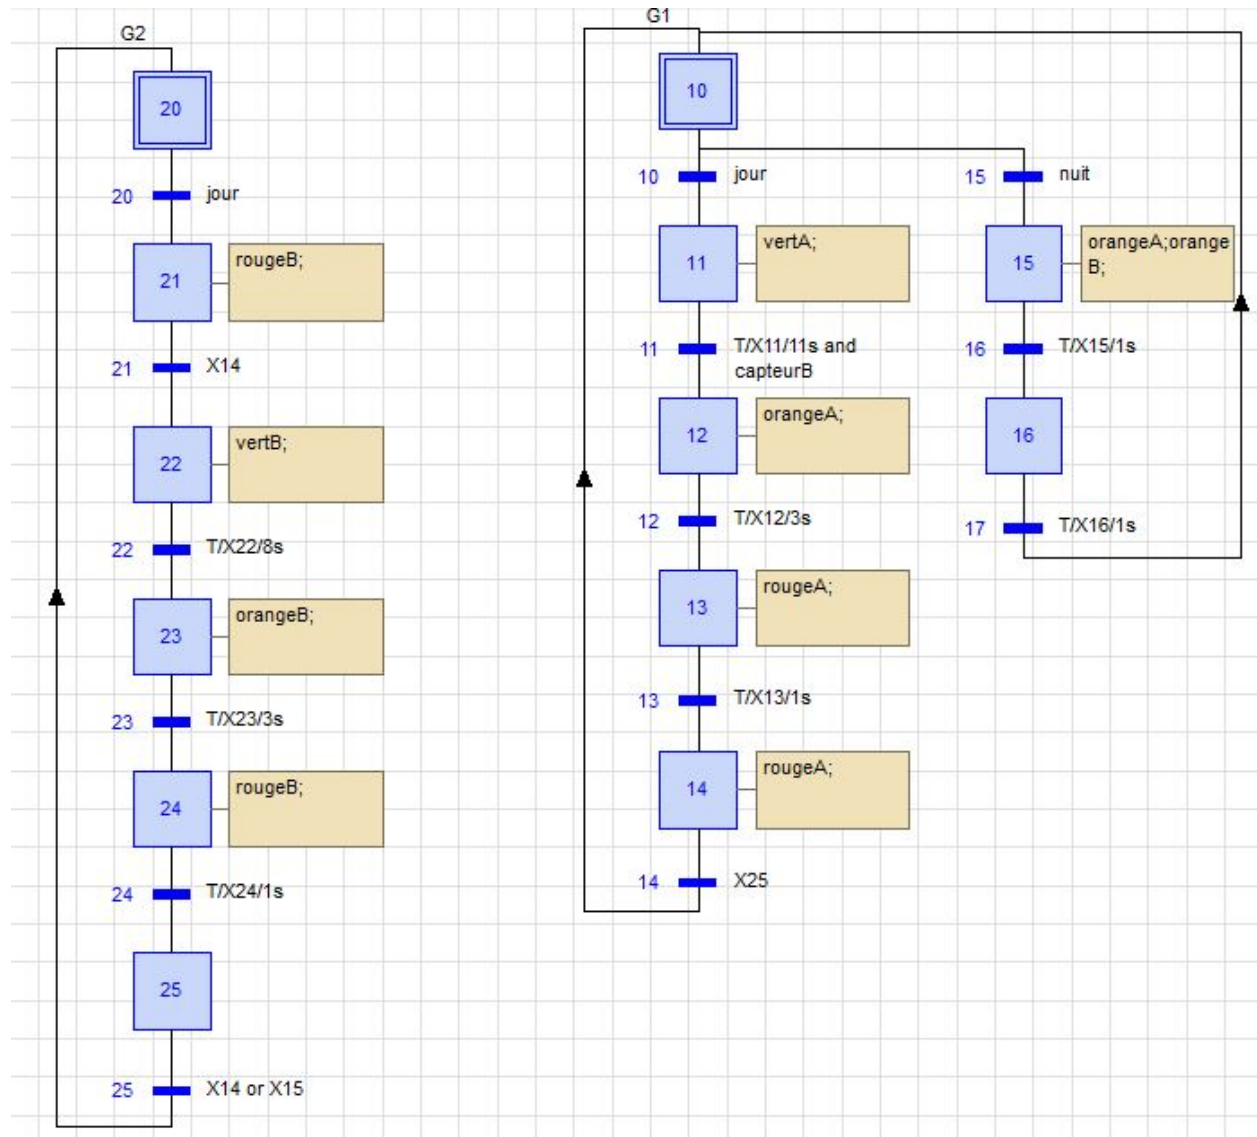 G2
20
20 jour
21
rougeB;
21 X14
22
vertB;
22 T/X22/8s
23
orangeB;
23 T/X23/3s
24
rougeB;
24 T/X24/1s
25
25 X14 or X15
G1
10
10 jour
11
vertA;
11 T/X11/11s and
capteurB
12
orangeA;
12 T/X12/3s
13
rougeA;
13 T/X13/1s
14
rougeA;
14 X25
15 nuit
15
orangeA;orange
B;
16 T/X15/1s
16
17 T/X16/1s